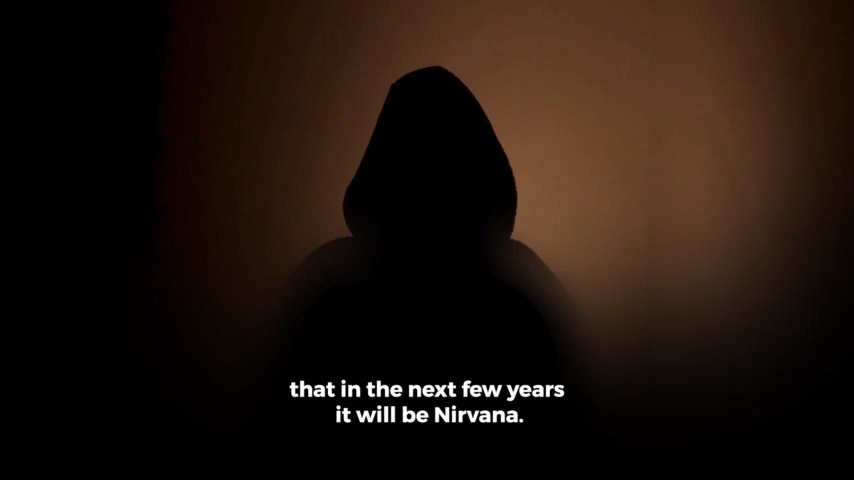 that in the next few years
it will be Nirvana.